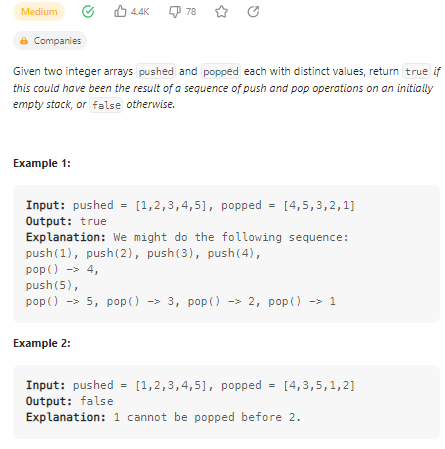 Medium 4.4K 78
Companies
Given two integer arrays pushed and popped each with distinct values, return true if
this could have been the result of a sequence of push and pop operations on an initially
empty stack, or false otherwise.
Example 1:
Input: pushed = [1,2,3,4,5], popped = [4,5,3,2,1]
Output: true
Explanation: We might do the following sequence:
push(1), push(2), push(3), push(4),
pop() -> 4,
push(5),
pop() -> 5, pop() -> 3, pop() -> 2, pop() -> 1
Example 2:
Input: pushed = [1,2,3,4,5], popped = [4,3,5,1,2]
Output: false
Explanation: 1 cannot be popped before 2.